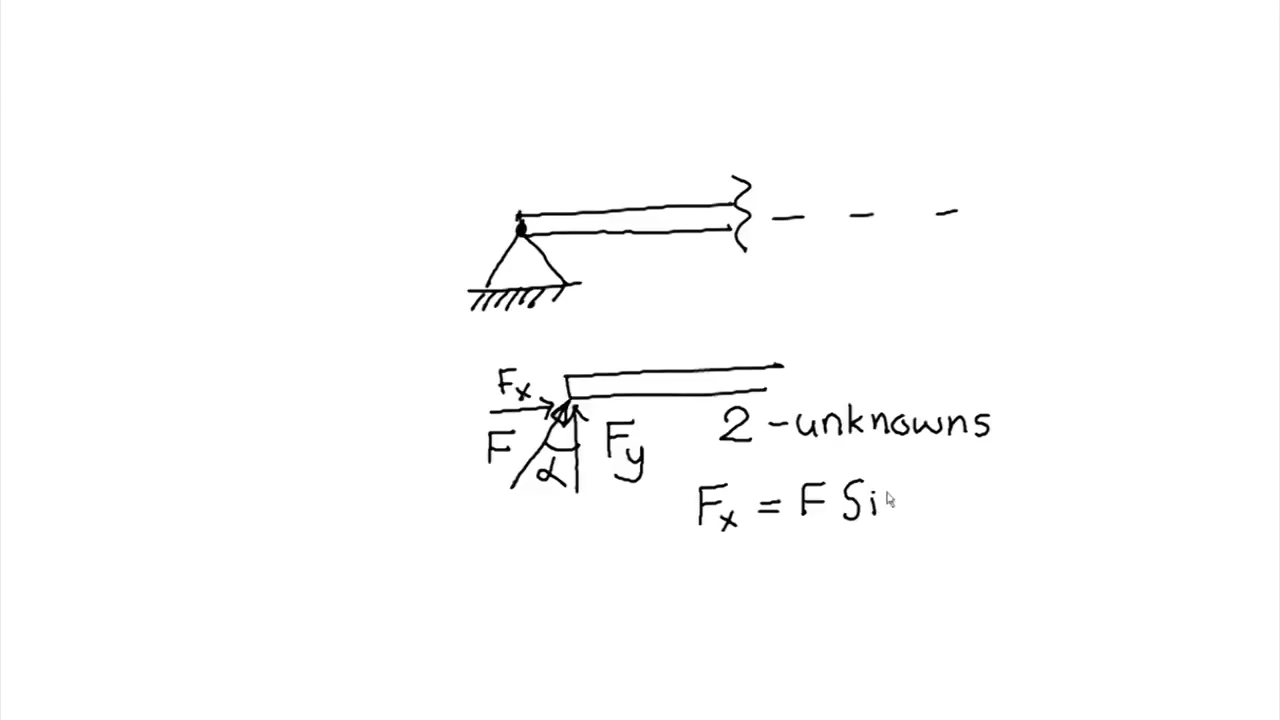 Fx
F
α
Fy
2 - unknowns
Fx = F Si